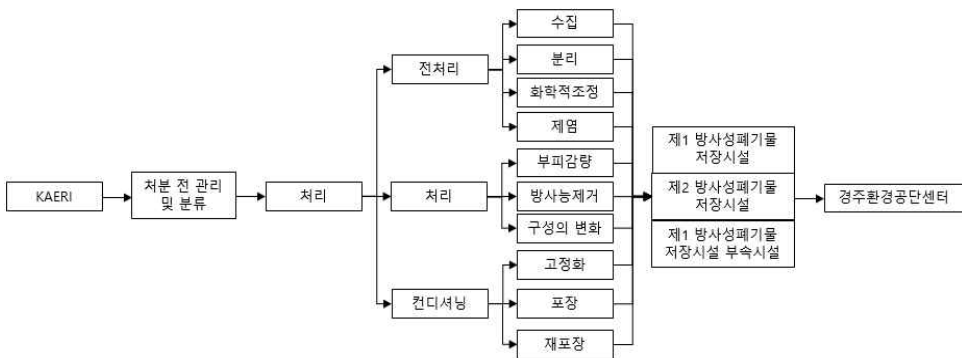 KAERI
처분 전 관리
및 분류
처리
전처리
처리
컨디셔닝
수집
분리
화학적조정
제염
부피감량
방사능제거
구성의 변화
고정화
포장
재포장
제1 방사성폐기물
저장시설
제2 방사성폐기물
저장시설
제1 방사성폐기물
저장시설 부속시설
경주환경공단센터